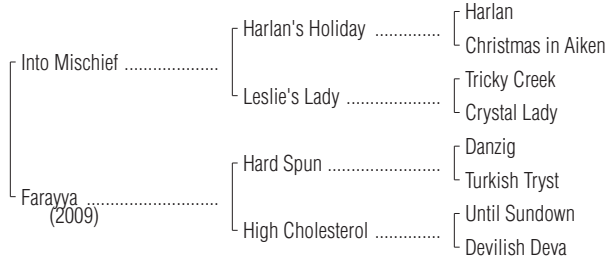 Harlan
Harlan's Holiday ..............
Christmas in Aiken
Into Mischief ....................
Tricky Creek
Leslie's Lady ....................
Crystal Lady
Danzig
Hard Spun ........................
Turkish Tryst
Farayya ............................
(2009)
Until Sundown
High Cholesterol ..............
Devilish Deva